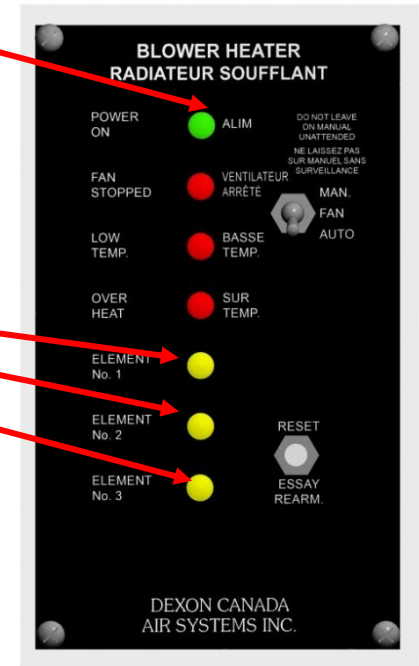 BLOWER HEATER
RADIATEUR SOUFFLANT
POWER
ON
ALIM
DO NOT LEAVE
ON MANUAL
UNATTENDED
NE LAISSEZ PAS
SUR MANUEL SANS
SURVEILLANCE
FAN
STOPPED
VENTILATEUR
ARRÊTÉ
MAN.
FAN
AUTO
LOW
TEMP.
BASSE
TEMP.
OVER
HEAT
SUR
TEMP.
ELEMENT
No. 1
ELEMENT
No. 2
RESET
ESSAY
REARM.
ELEMENT
No. 3
DEXON CANADA
AIR SYSTEMS INC.